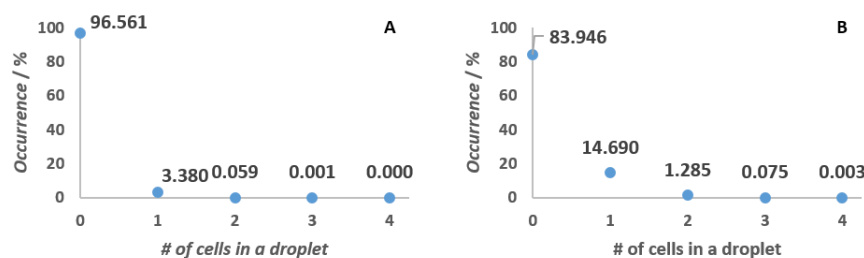 A
100
80
60
40
20
0
Occurrence / %
96.561
3.380
0.059
0.001
0.000
0 1 2 3 4
# of cells in a droplet
B
100
80
60
40
20
0
Occurrence / %
83.946
14.690
1.285
0.075
0.003
0 1 2 3 4
# of cells in a droplet